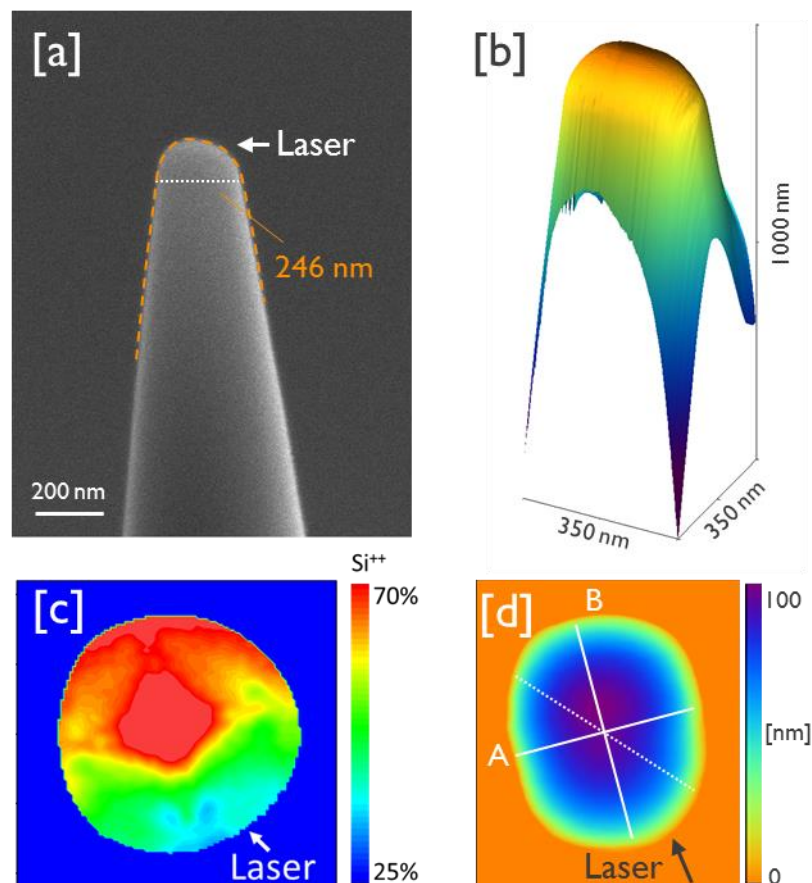 [a]
Laser
246 nm
200 nm
[b]
1000 nm
350 nm
350 nm
Si⁺⁺
[c]
70%
25%
Laser
[d]
B
A
100
[nm]
0
Laser